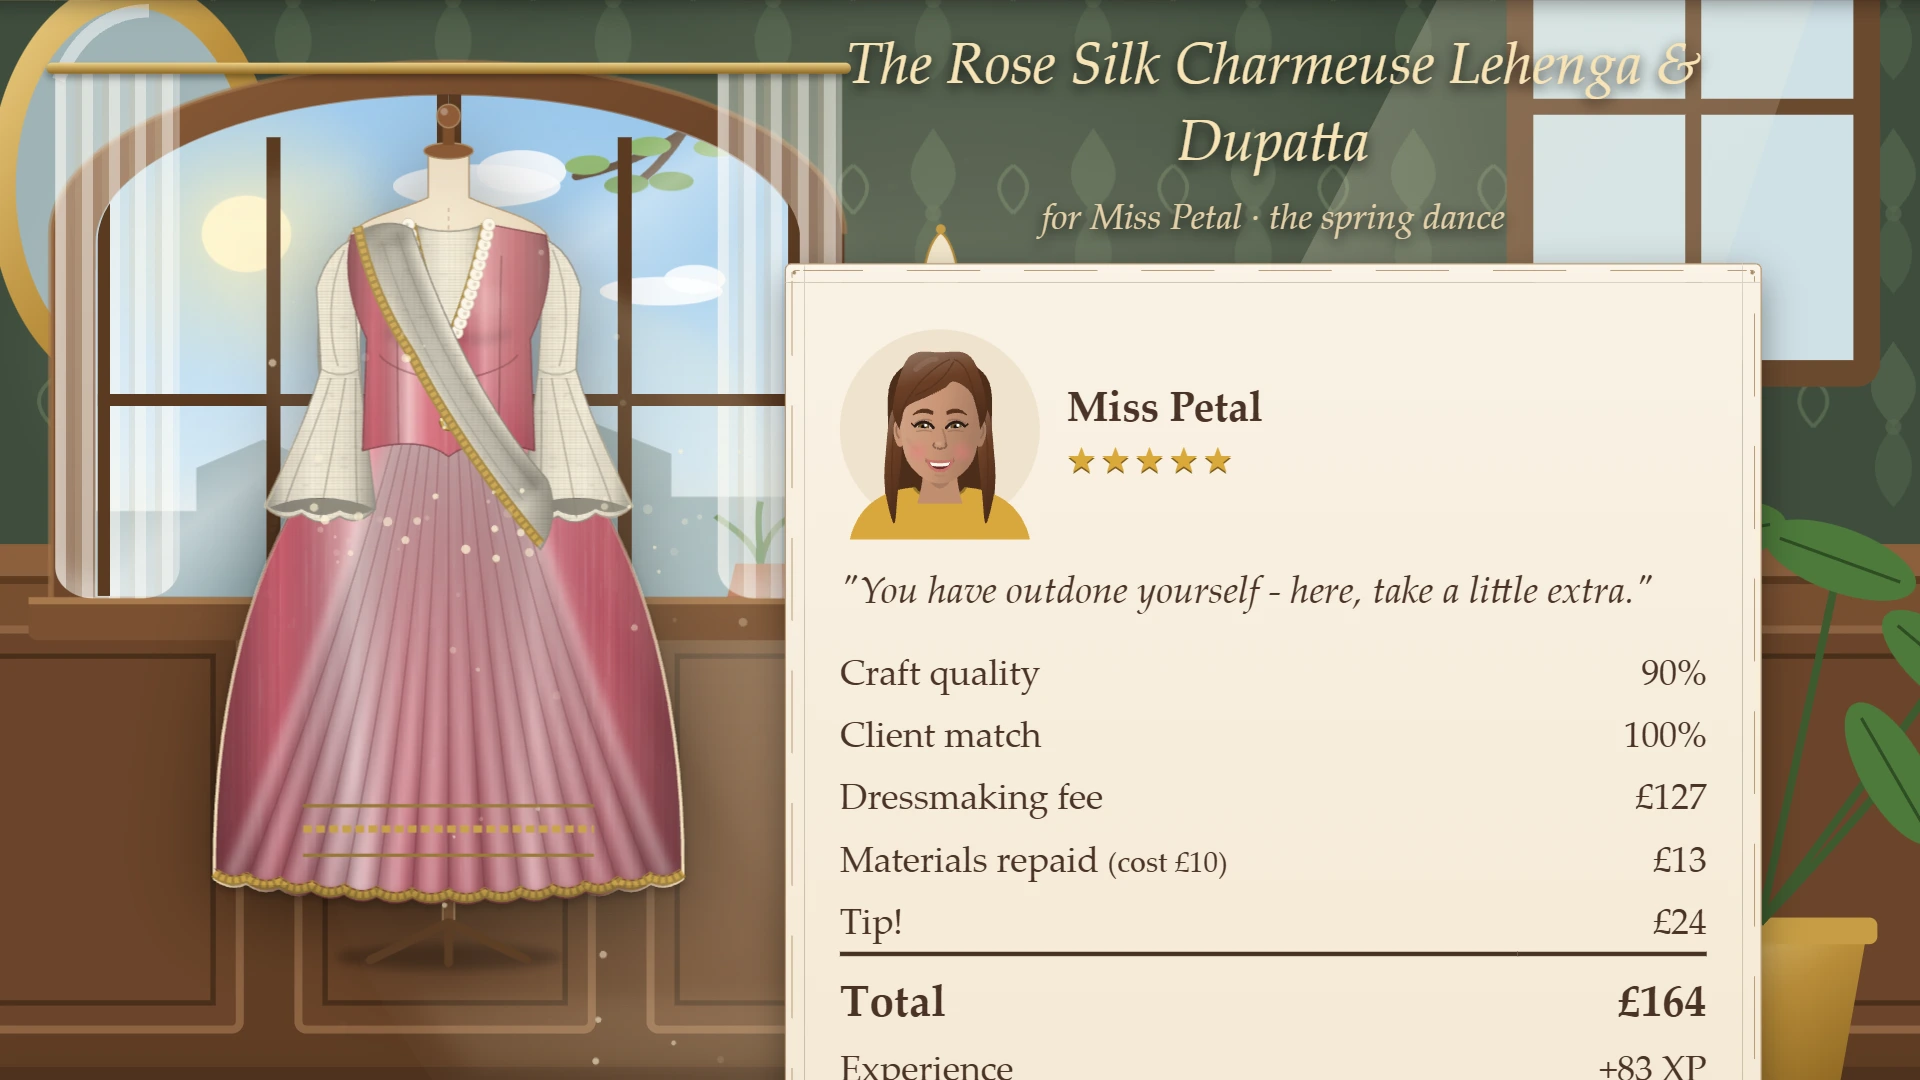 The Rose Silk Charmeuse Lehenga &
Dupatta
for Miss Petal · the spring dance
Miss Petal
"You have outdone yourself - here, take a little extra."
Craft quality 90%
Client match 100%
Dressmaking fee £127
Materials repaid (cost £10) £13
Tip! £24
Total £164
Experience +83 XP